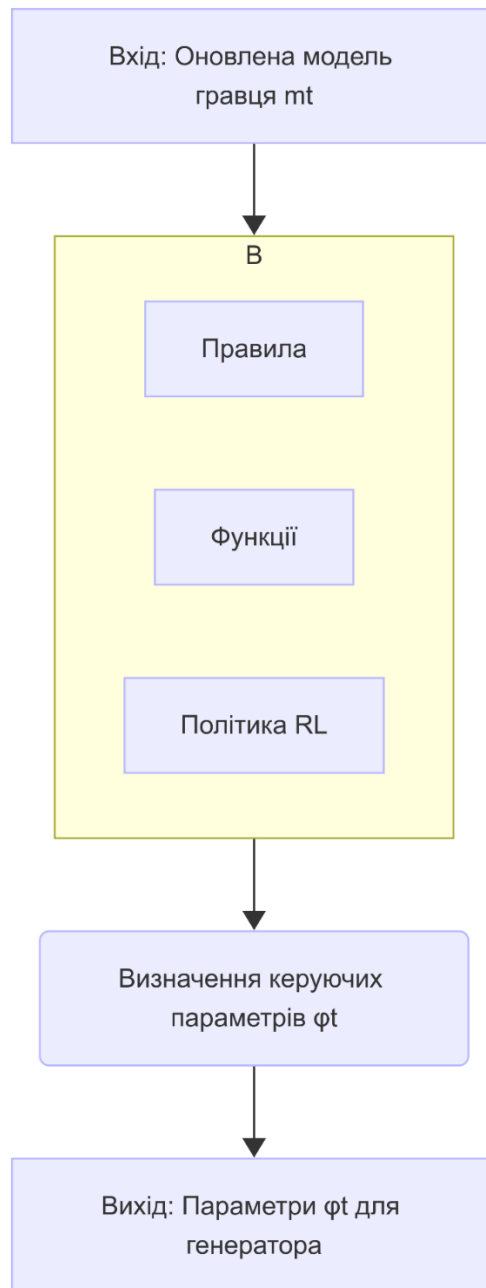 Вхід: Оновлена модель
гравця mt
В
Правила
Функції
Політика RL
Визначення керуючих
параметрів φt
Вихід: Параметри φt для
генератора